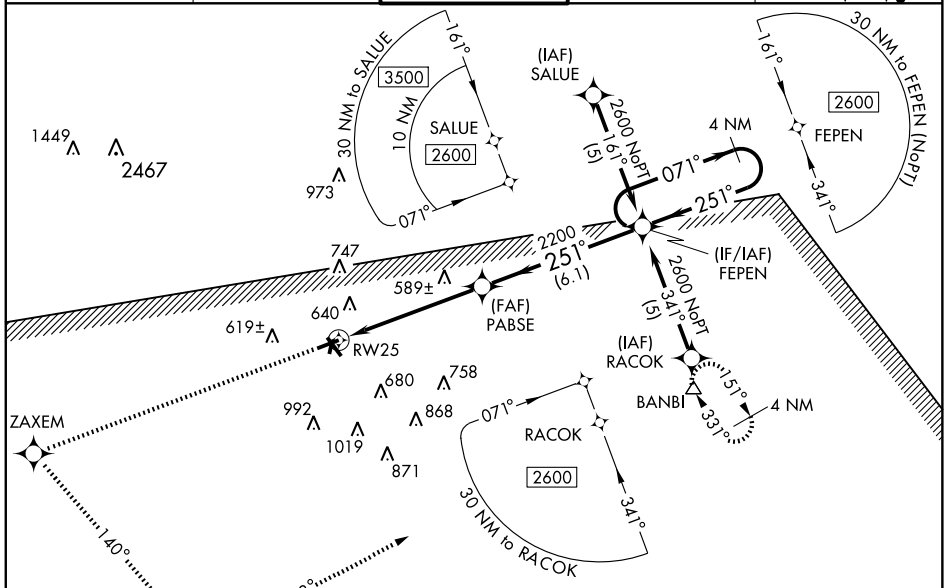 30 NM to SALUE
161°
3500
10 NM
SALUE
2600
071°
(IAF)
SALUE
2600 NoPT
161°
(5)
4 NM
071°
251°
161°
30 NM to FEPEN (NoPT)
2600
FEPEN
341°
1449
2467
973
747
2200
251°
(6.1)
(IF/IAF)
FEPEN
589±
640
(FAF)
PABSE
2600 NoPT
341°
(5)
619±
RW25
(IAF)
RACOK
BANBI
151°
331°
4 NM
680
758
992
868
1019
871
ZAXEM
071°
RACOK
2600
341°
30 NM to RACOK
140°